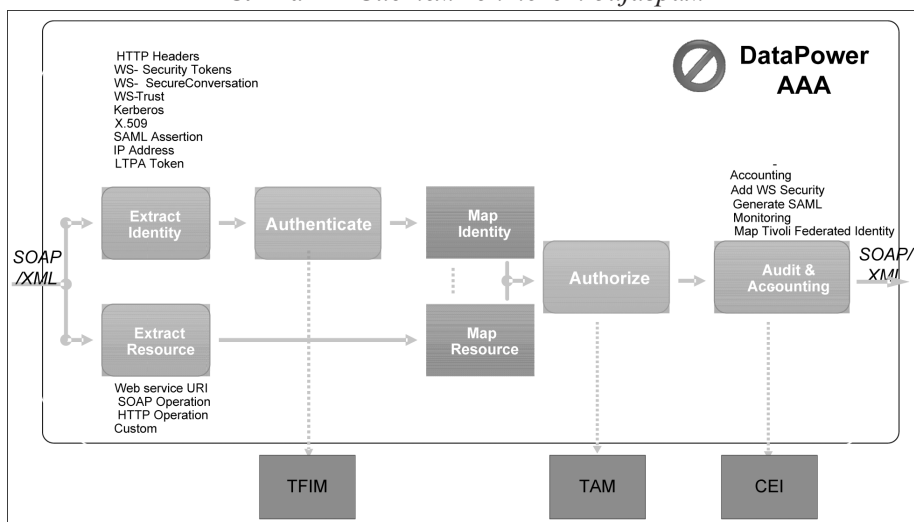 DataPower
AAA
HTTP Headers
WS- Security Tokens
WS- SecureConversation
WS-Trust
Kerberos
X.509
SAML Assertion
IP Address
LTPA Token
-
Accounting
Add WS Security
Generate SAML
Monitoring
Map Tivoli Federated Identity
Extract
Identity
Authenticate
Map
Identity
SOAP
/XML
Authorize
Audit &
Accounting
SOAP/
XML
Extract
Resource
Map
Resource
Web service URI
SOAP Operation
HTTP Operation
Custom
TFIM
TAM
CEI